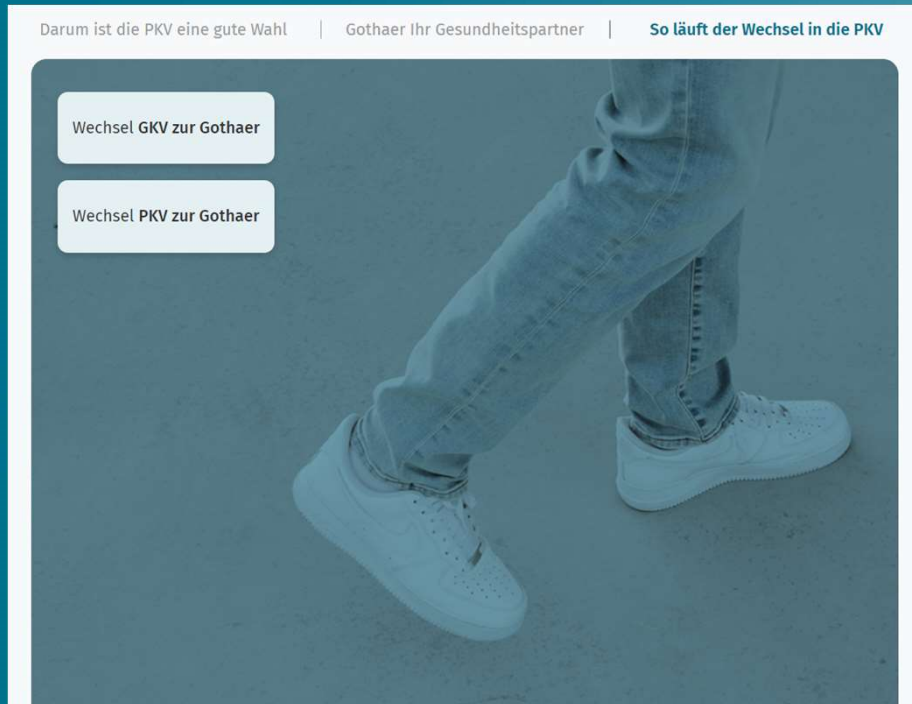 Darum ist die PKV eine gute Wahl | Gothaer Ihr Gesundheitspartner | So läuft der Wechsel in die PKV
Wechsel GKV zur Gothaer
Wechsel PKV zur Gothaer